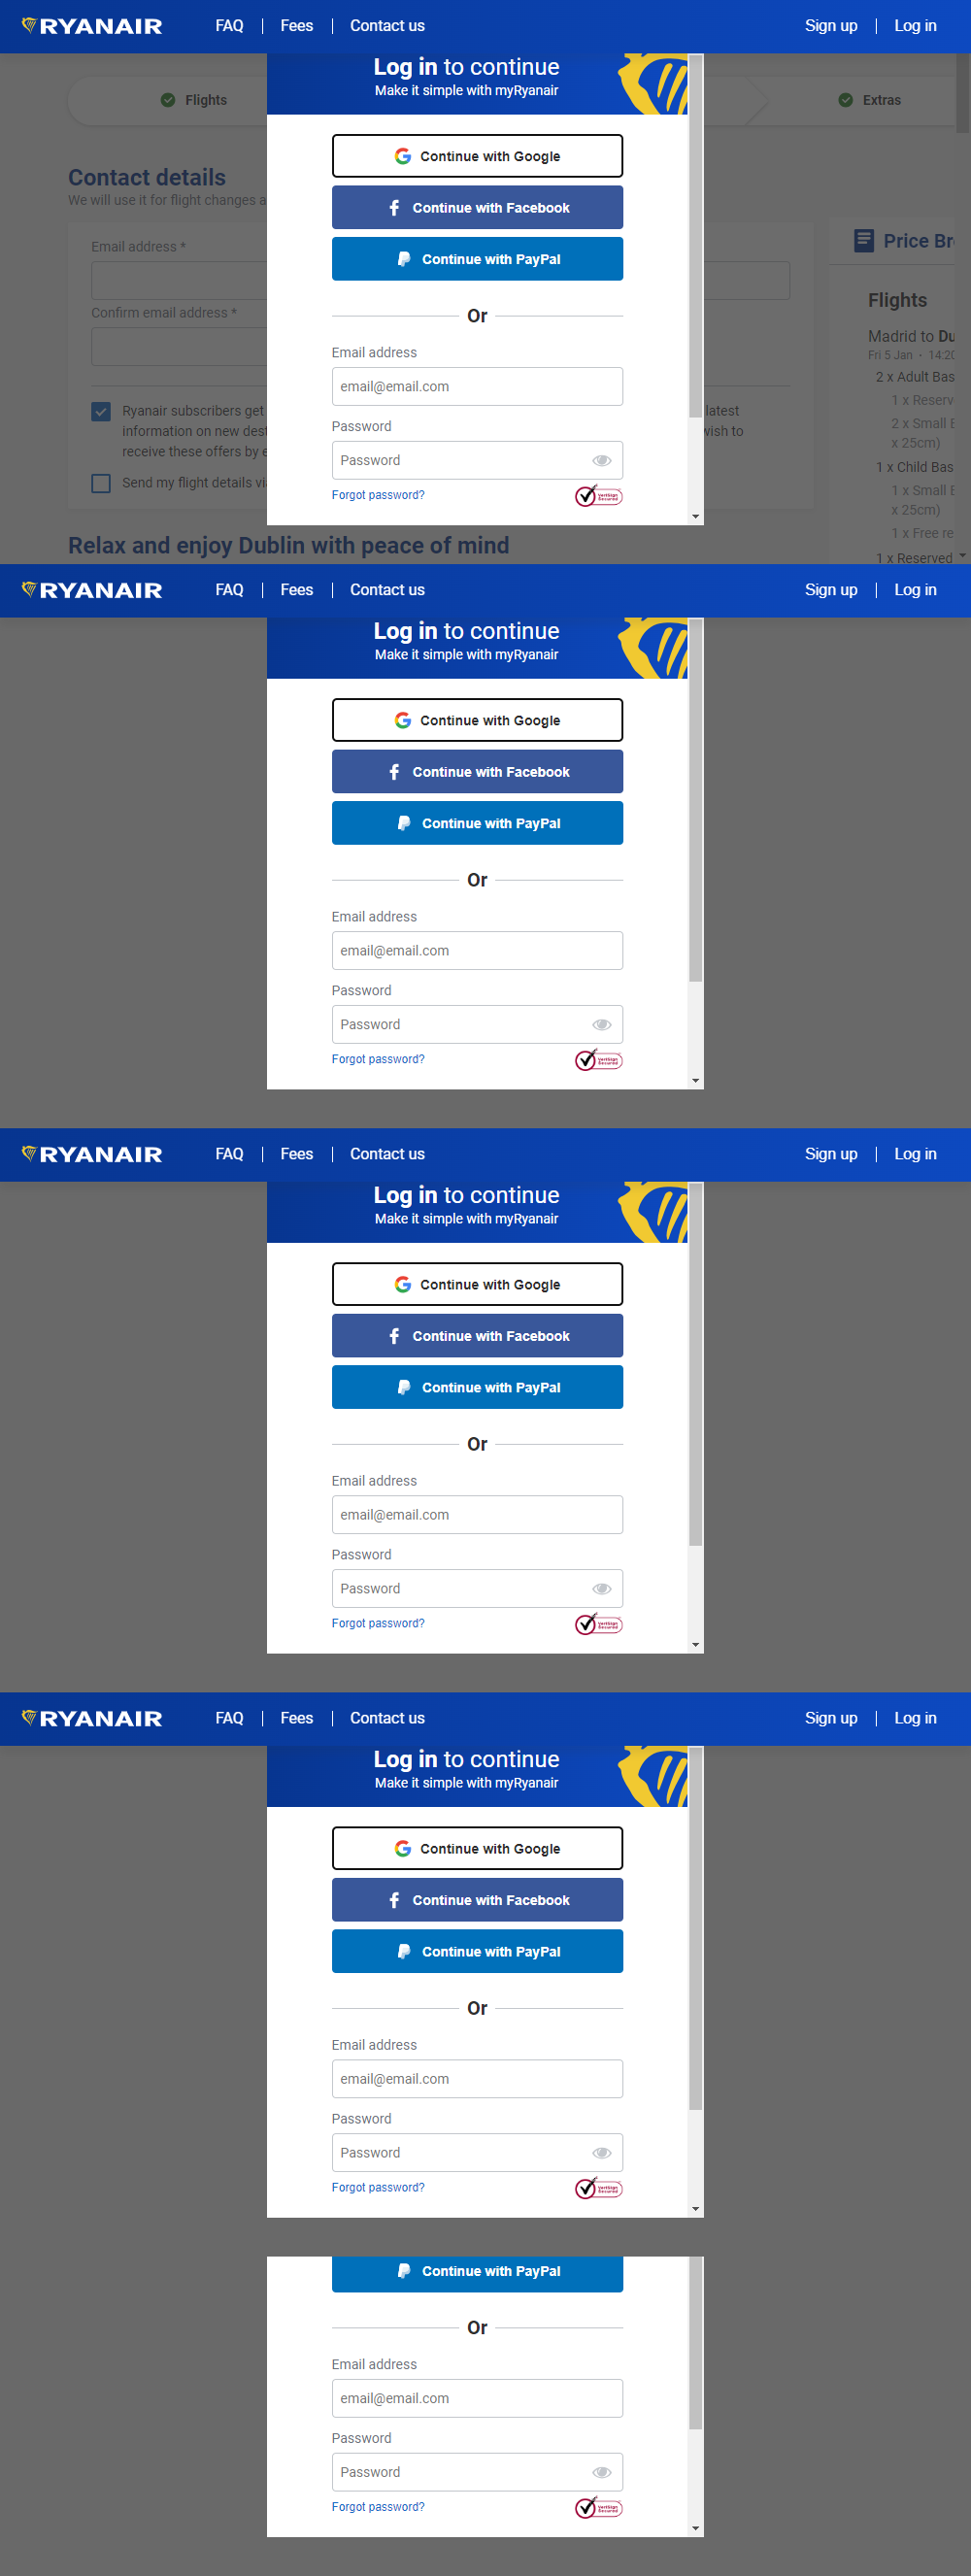 RYANAIR FAQ Fees Contact us Sign up Log in
Log in to continue
Make it simple with myRyanair
Flights
Extras
Continue with Google
Contact details
We will use it for flight changes a
Continue with Facebook
Price Br
Email address *
Continue with PayPal
Flights
Confirm email address *
Or
Madrid to Du
Fri 5 Jan • 14:20
Email address
2 x Adult Bas
email@email.com
1 x Reserv
Ryanair subscribers get
latest
2 x Small B
Password
information on new dest
wish to
x 25cm)
receive these offers by e
Password
1 x Child Bas
Send my flight details via
Forgot password?
VeriSign Secured
1 x Small B
x 25cm)
1 x Free re
Relax and enjoy Dublin with peace of mind
1 x Reserved
RYANAIR FAQ Fees Contact us Sign up Log in
Log in to continue
Make it simple with myRyanair
Continue with Google
Continue with Facebook
Continue with PayPal
Or
Email address
email@email.com
Password
Password
Forgot password?
VeriSign Secured
RYANAIR FAQ Fees Contact us Sign up Log in
Log in to continue
Make it simple with myRyanair
Continue with Google
Continue with Facebook
Continue with PayPal
Or
Email address
email@email.com
Password
Password
Forgot password?
VeriSign Secured
RYANAIR FAQ Fees Contact us Sign up Log in
Log in to continue
Make it simple with myRyanair
Continue with Google
Continue with Facebook
Continue with PayPal
Or
Email address
email@email.com
Password
Password
Forgot password?
VeriSign Secured
Continue with PayPal
Or
Email address
email@email.com
Password
Password
Forgot password?
VeriSign Secured